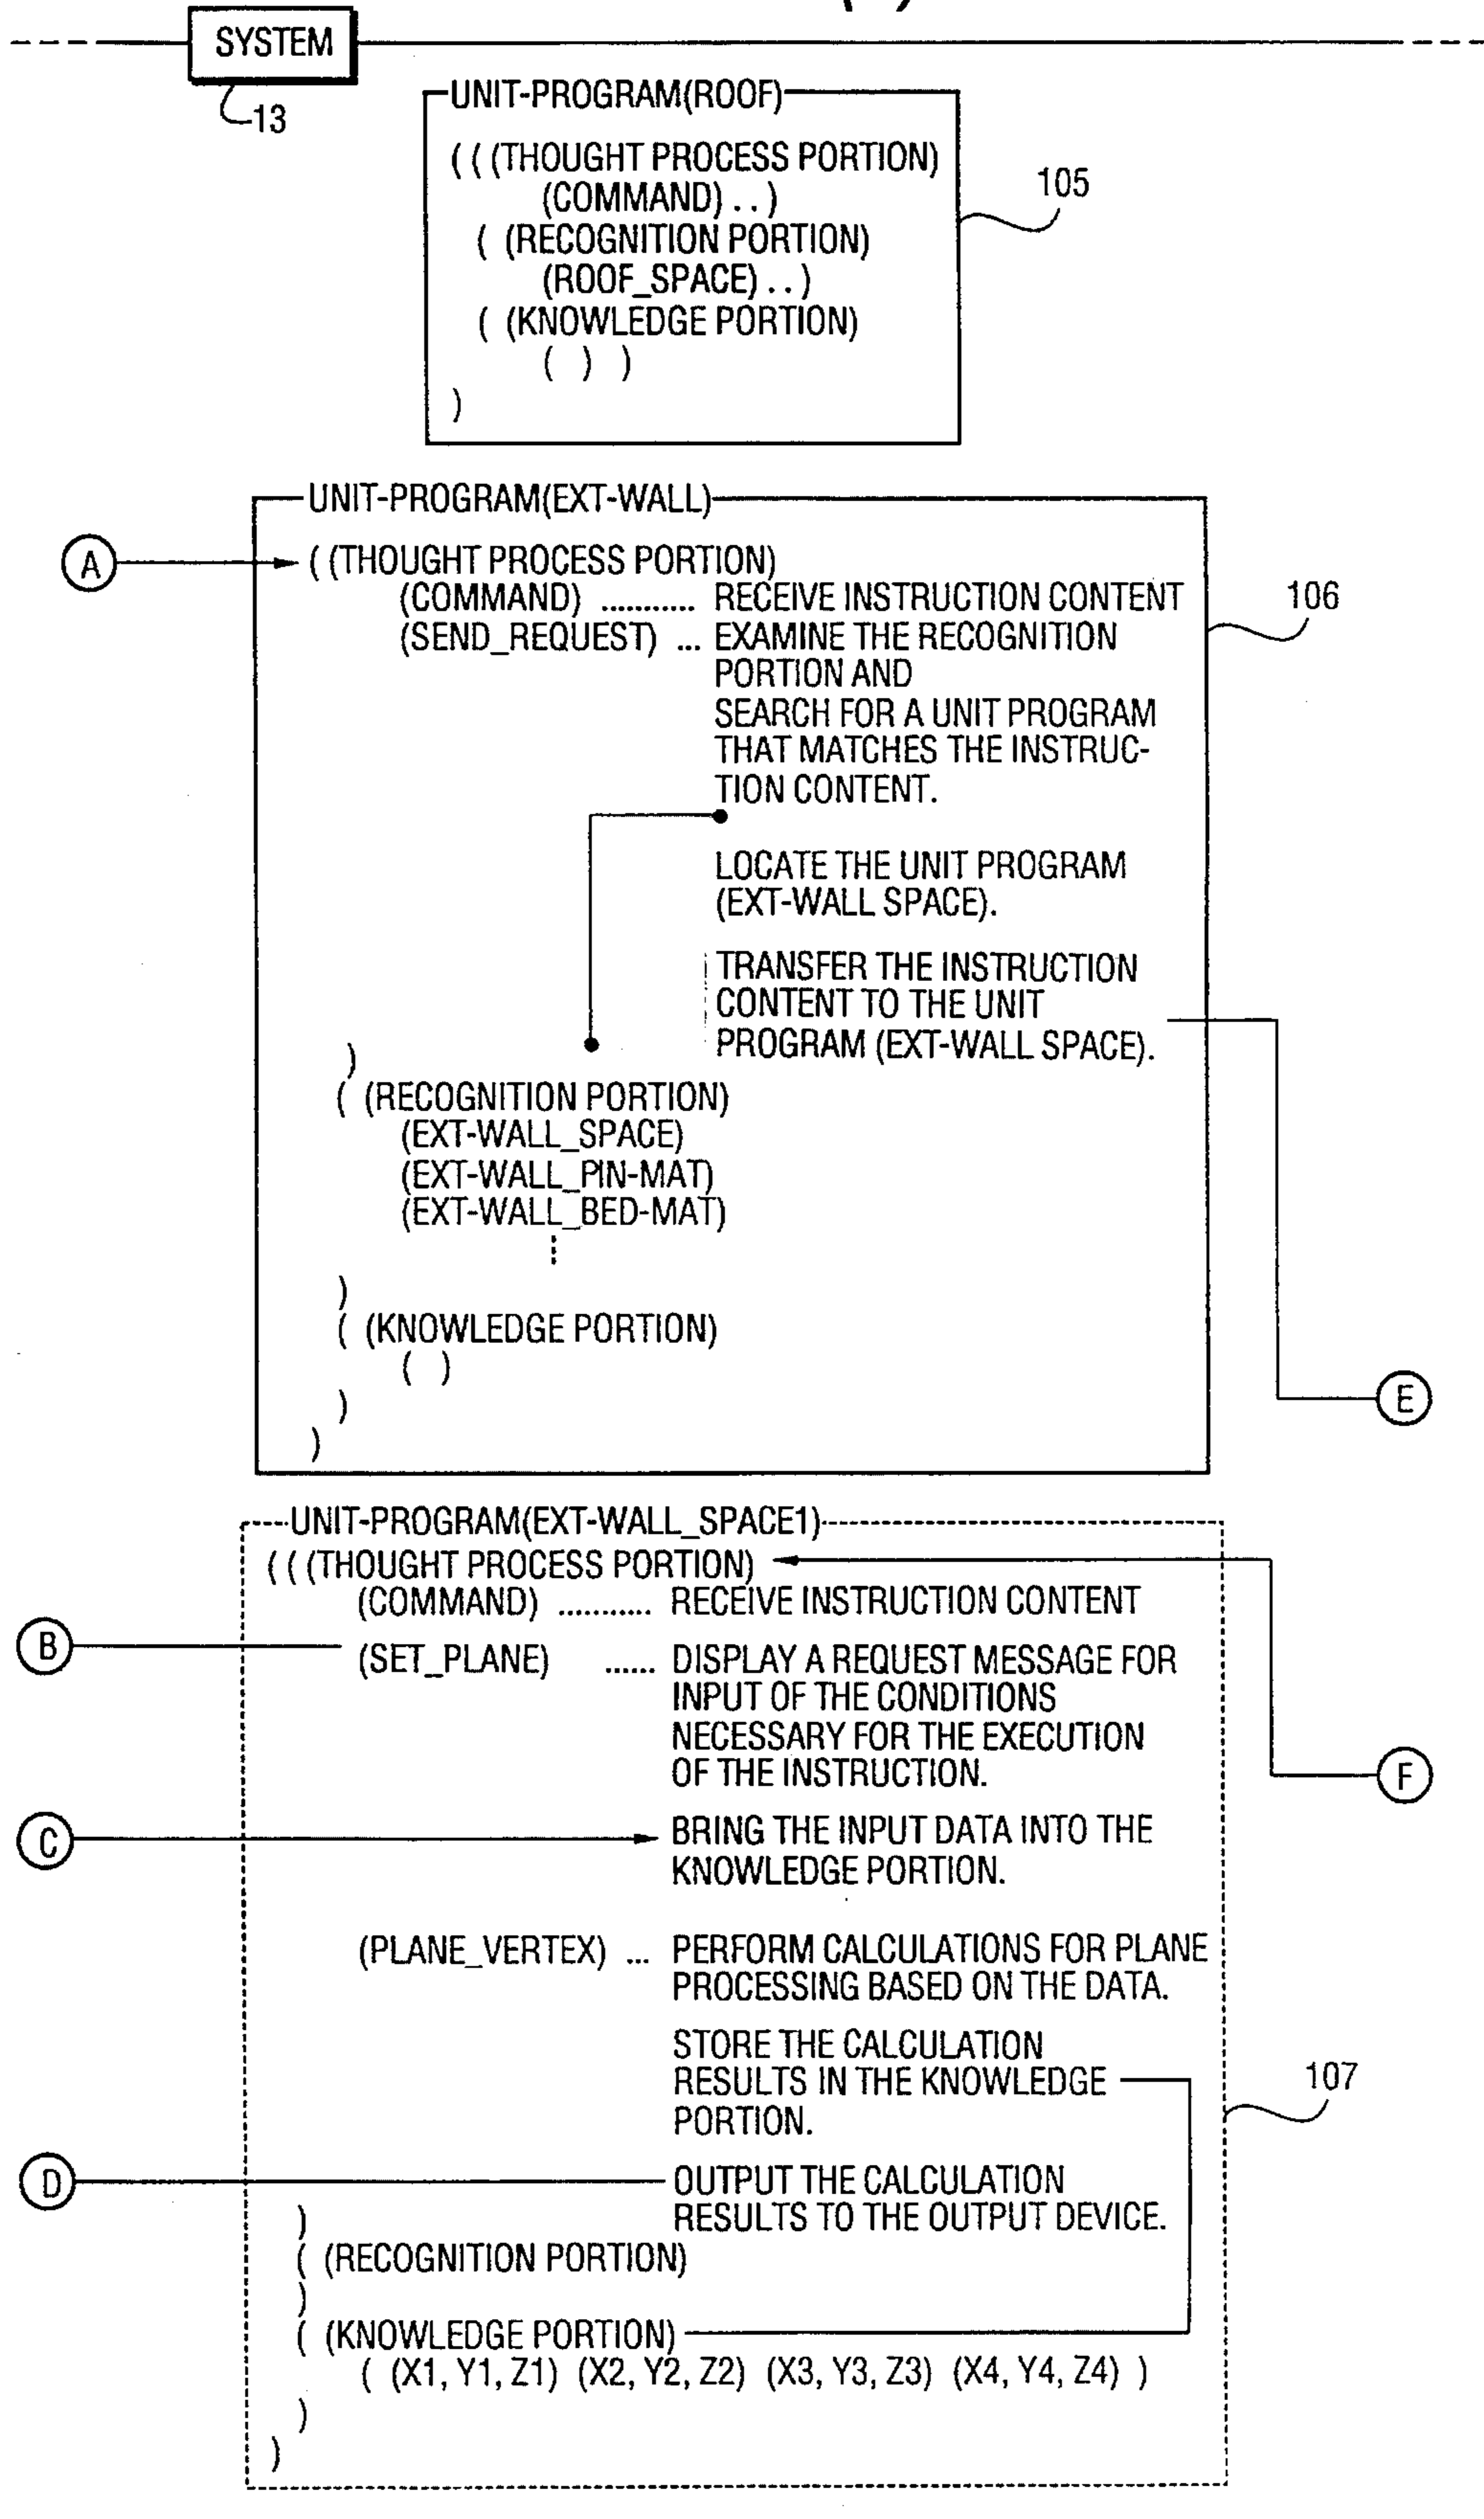 SYSTEM
13
UNIT-PROGRAM(ROOF)
( ( (THOUGHT PROCESS PORTION)
(COMMAND) . . )
( (RECOGNITION PORTION)
(ROOF_SPACE) . . )
( (KNOWLEDGE PORTION)
( ) )
)
105
UNIT-PROGRAM(EXT-WALL)
A
( (THOUGHT PROCESS PORTION)
(COMMAND) ........... RECEIVE INSTRUCTION CONTENT
(SEND_REQUEST) ... EXAMINE THE RECOGNITION
PORTION AND
SEARCH FOR A UNIT PROGRAM
THAT MATCHES THE INSTRUC-
TION CONTENT.
106
LOCATE THE UNIT PROGRAM
(EXT-WALL SPACE).
TRANSFER THE INSTRUCTION
CONTENT TO THE UNIT
PROGRAM (EXT-WALL SPACE).
)
( (RECOGNITION PORTION)
(EXT-WALL_SPACE)
(EXT-WALL_PIN-MAT)
(EXT-WALL_BED-MAT)
)
( (KNOWLEDGE PORTION)
( )
)
)
E
UNIT-PROGRAM(EXT-WALL_SPACE1)
( ( (THOUGHT PROCESS PORTION)
(COMMAND) ........... RECEIVE INSTRUCTION CONTENT
B
(SET_PLANE) ...... DISPLAY A REQUEST MESSAGE FOR
INPUT OF THE CONDITIONS
NECESSARY FOR THE EXECUTION
OF THE INSTRUCTION.
F
C
BRING THE INPUT DATA INTO THE
KNOWLEDGE PORTION.
(PLANE_VERTEX) ... PERFORM CALCULATIONS FOR PLANE
PROCESSING BASED ON THE DATA.
STORE THE CALCULATION
RESULTS IN THE KNOWLEDGE
PORTION.
107
D
OUTPUT THE CALCULATION
RESULTS TO THE OUTPUT DEVICE.
)
( (RECOGNITION PORTION)
)
( (KNOWLEDGE PORTION)
( (X1, Y1, Z1) (X2, Y2, Z2) (X3, Y3, Z3) (X4, Y4, Z4) )
)
)